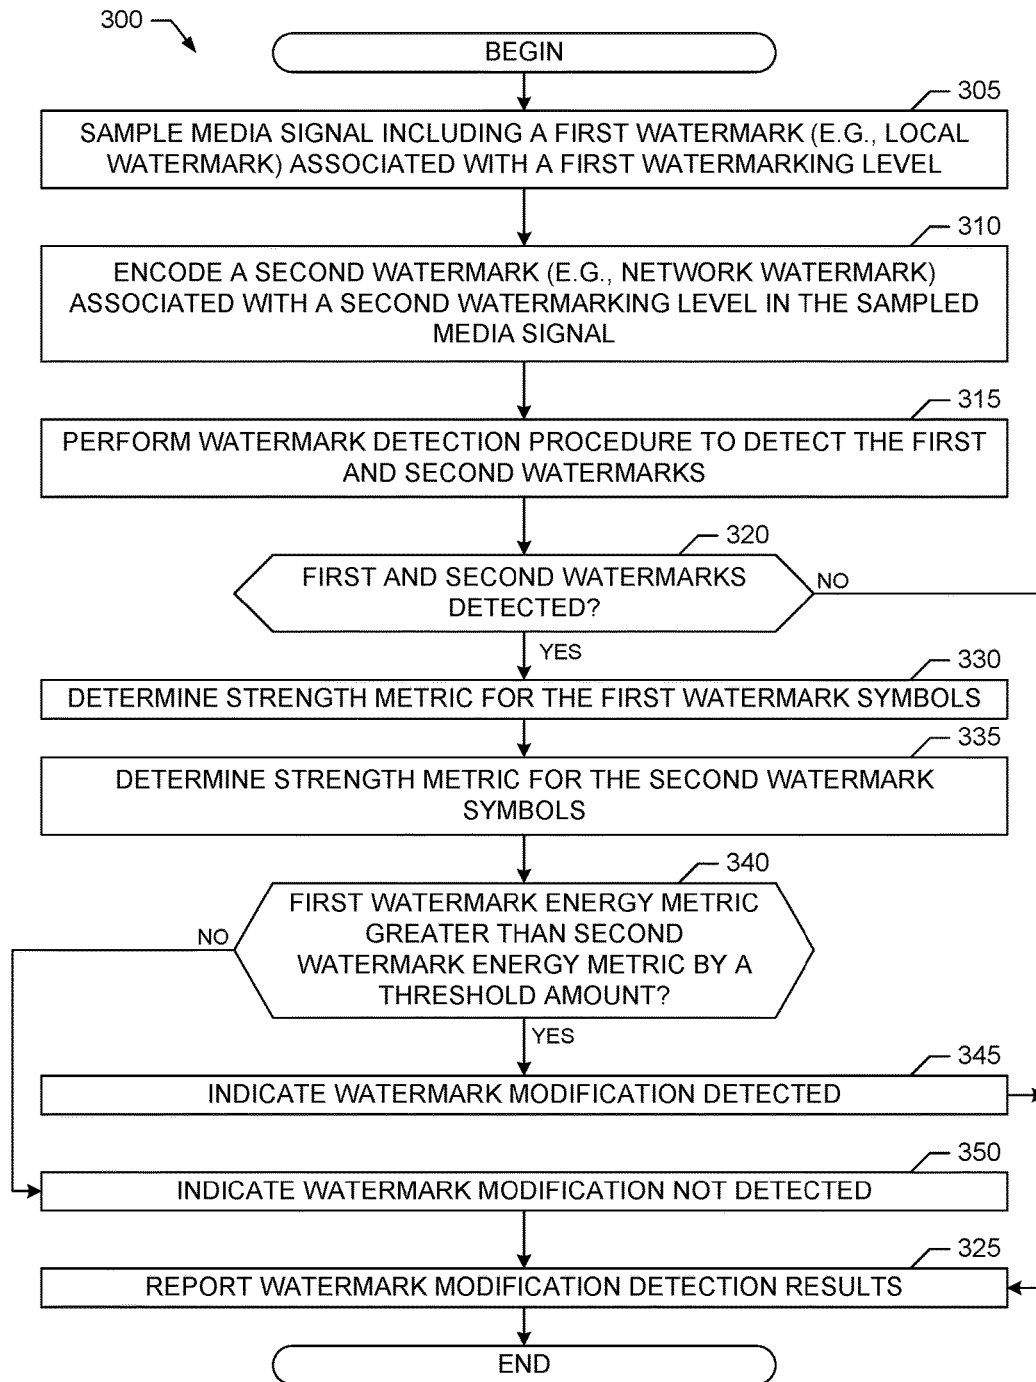 300
BEGIN
305
SAMPLE MEDIA SIGNAL INCLUDING A FIRST WATERMARK (E.G., LOCAL
WATERMARK) ASSOCIATED WITH A FIRST WATERMARKING LEVEL
310
ENCODE A SECOND WATERMARK (E.G., NETWORK WATERMARK)
ASSOCIATED WITH A SECOND WATERMARKING LEVEL IN THE SAMPLED
MEDIA SIGNAL
315
PERFORM WATERMARK DETECTION PROCEDURE TO DETECT THE FIRST
AND SECOND WATERMARKS
320
FIRST AND SECOND WATERMARKS
DETECTED?
NO
YES
330
DETERMINE STRENGTH METRIC FOR THE FIRST WATERMARK SYMBOLS
335
DETERMINE STRENGTH METRIC FOR THE SECOND WATERMARK
SYMBOLS
340
FIRST WATERMARK ENERGY METRIC
GREATER THAN SECOND
WATERMARK ENERGY METRIC BY A
THRESHOLD AMOUNT?
NO
YES
345
INDICATE WATERMARK MODIFICATION DETECTED
350
INDICATE WATERMARK MODIFICATION NOT DETECTED
325
REPORT WATERMARK MODIFICATION DETECTION RESULTS
END